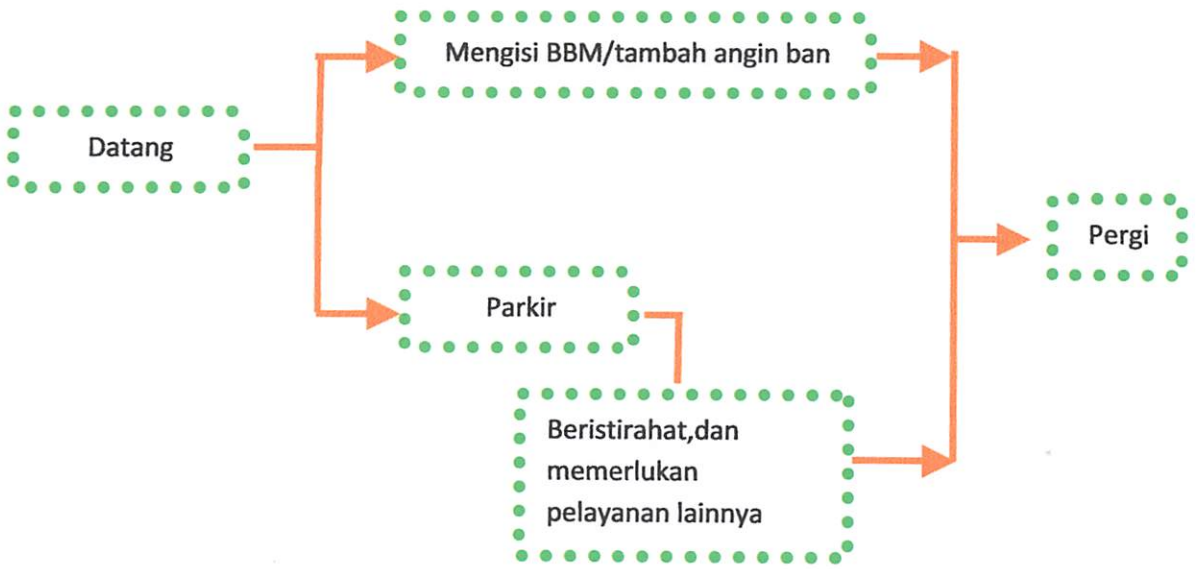 Mengisi BBM/tambah angin ban
Datang
Pergi
Parkir
Beristirahat,dan
memerlukan
pelayanan lainnya